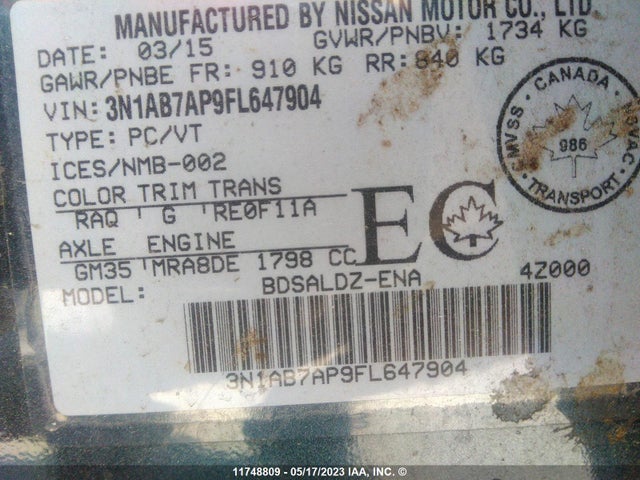 MANUFACTURED BY NISSAN MOTOR CO., LTD.
DATE: 03/15 GVWR/PNBV: 1734 KG
GAWR/PNBE FR: 910 KG RR: 840 KG
VIN: 3N1AB7AP9FL647904
TYPE: PC/VT
ICES/NMB-002
COLOR TRIM TRANS
RAQ G RE0F11A
AXLE ENGINE
GM35 MRA8DE 1798 CC
MODEL: BDSALDZ-ENA 4Z000
EC
CANADA
MVSS
986
TRANSPORT
3N1AB7AP9FL647904
11748809 - 05/17/2023 IAA, INC. ©